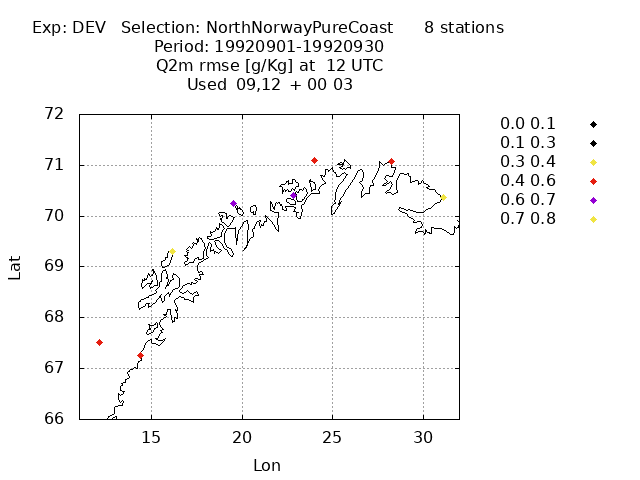 Exp: DEV   Selection: NorthNorwayPureCoast      8 stations
Period: 19920901-19920930
Q2m rmse [g/Kg] at  12 UTC
Used  09,12  + 00 03
72
71
70
69
68
67
66
Lat
15 20 25 30
Lon
0.0 0.1
0.1 0.3
0.3 0.4
0.4 0.6
0.6 0.7
0.7 0.8